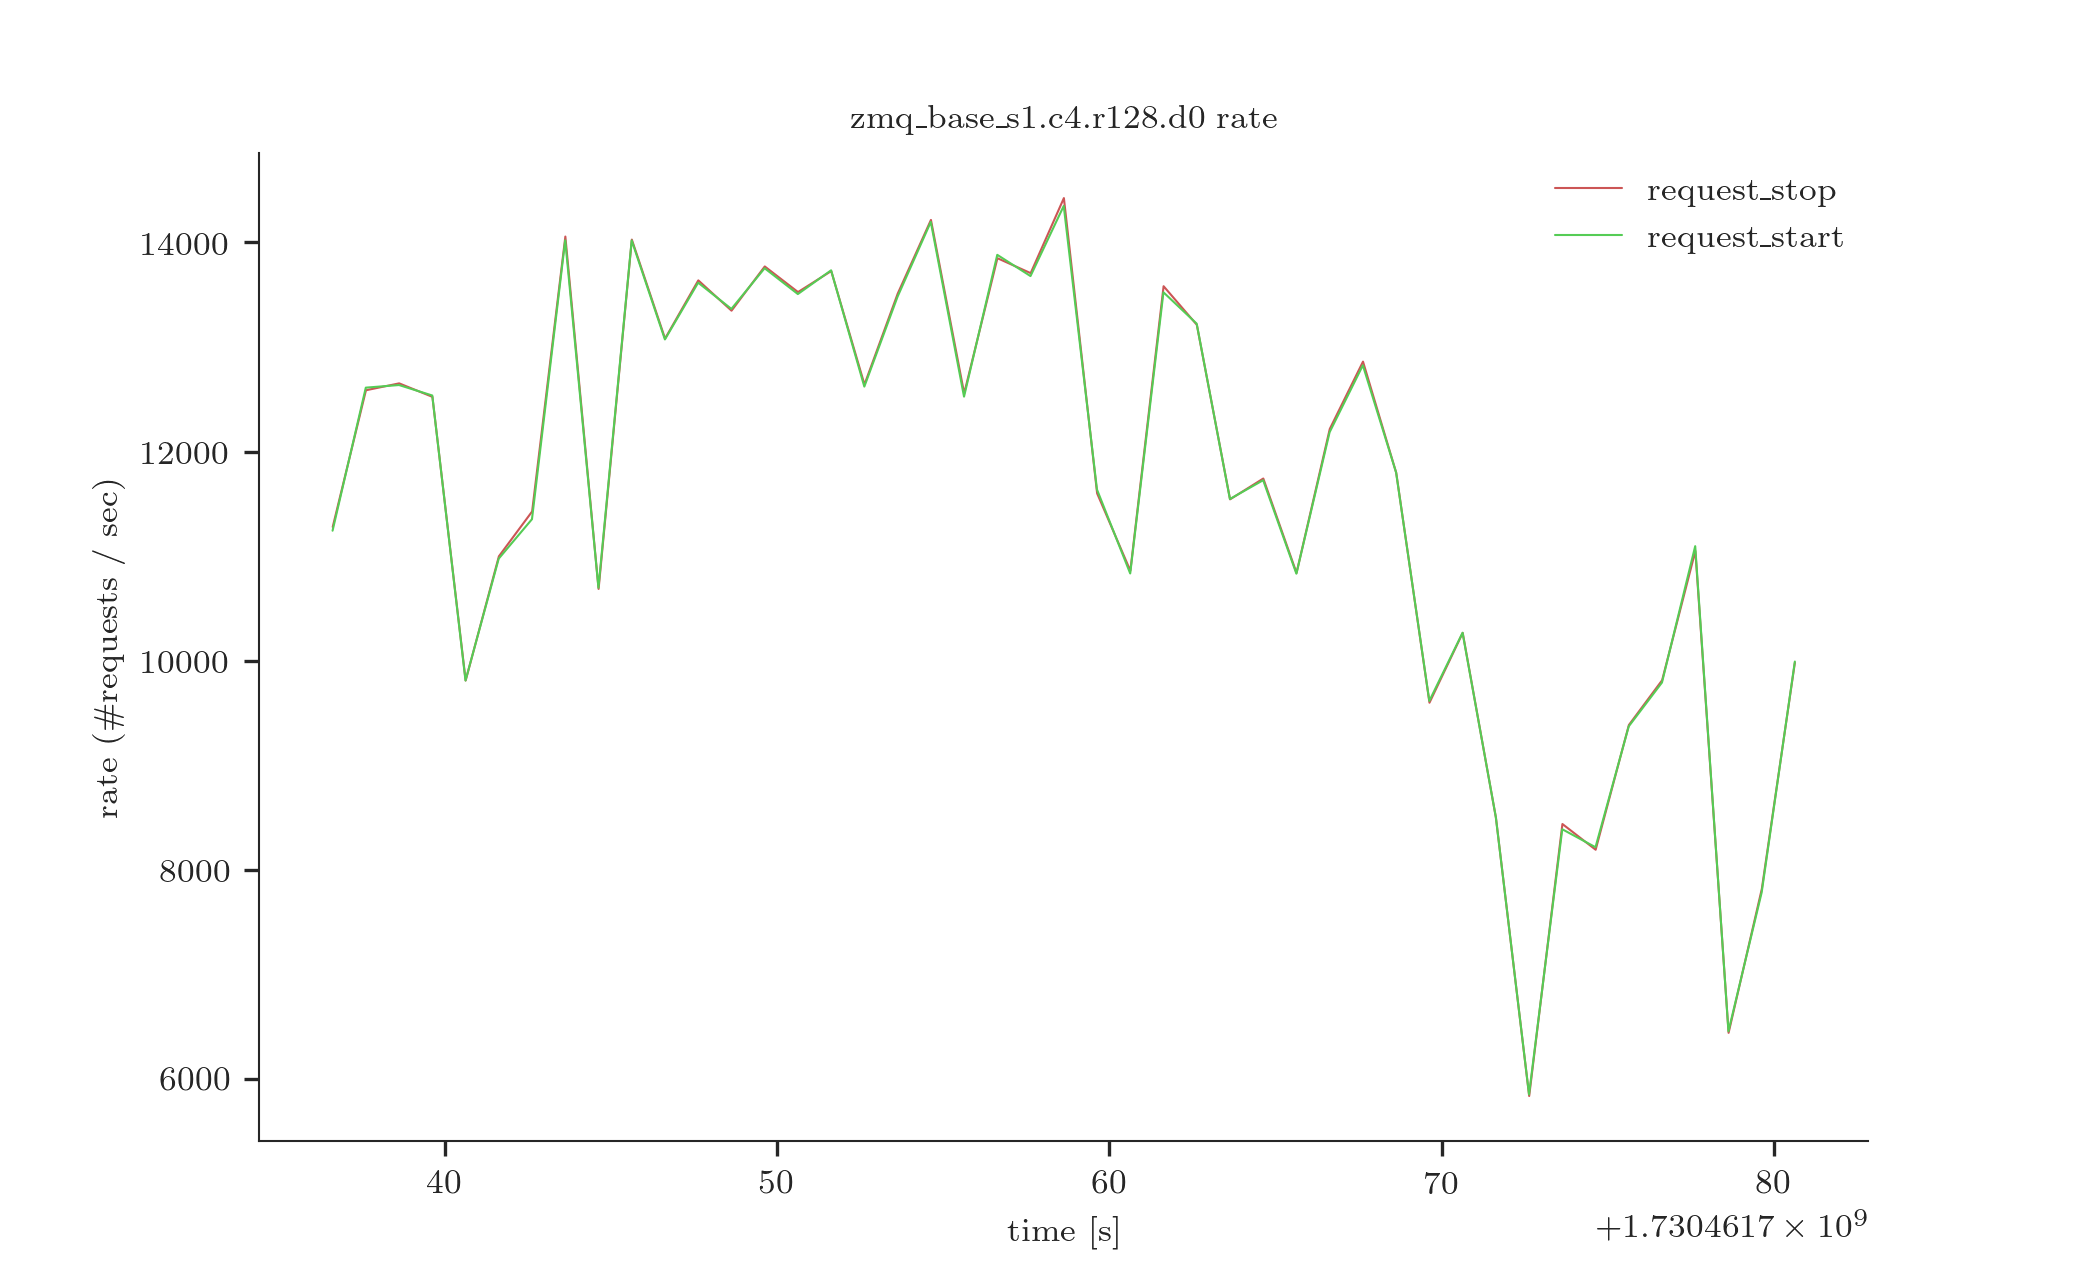 zmq_base_s1.c4.r128.d0 rate
request_stop
request_start
rate (#requests / sec)
14000
12000
10000
8000
6000
40 50 60 70 80
time [s]
+1.7304617 × 10⁹